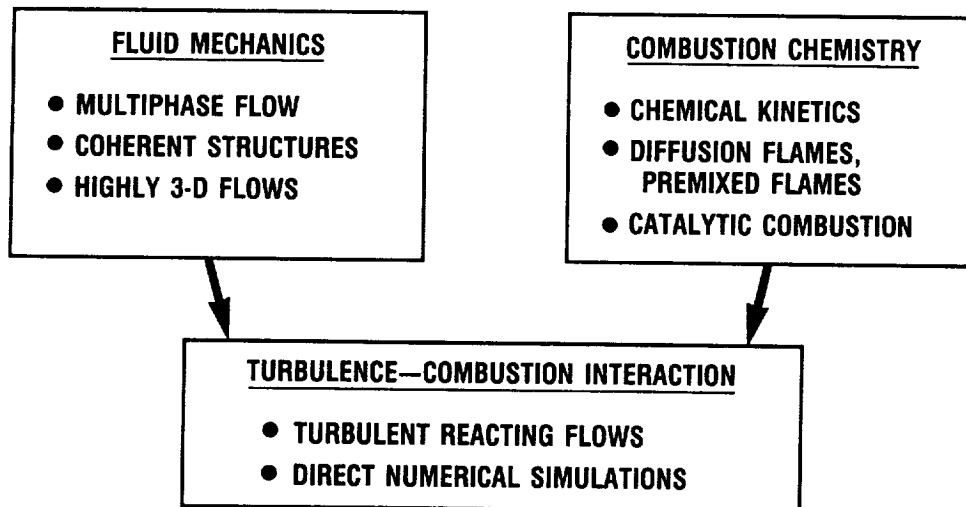 FLUID MECHANICS
● MULTIPHASE FLOW
● COHERENT STRUCTURES
● HIGHLY 3-D FLOWS
COMBUSTION CHEMISTRY
● CHEMICAL KINETICS
● DIFFUSION FLAMES,
PREMIXED FLAMES
● CATALYTIC COMBUSTION
TURBULENCE—COMBUSTION INTERACTION
● TURBULENT REACTING FLOWS
● DIRECT NUMERICAL SIMULATIONS